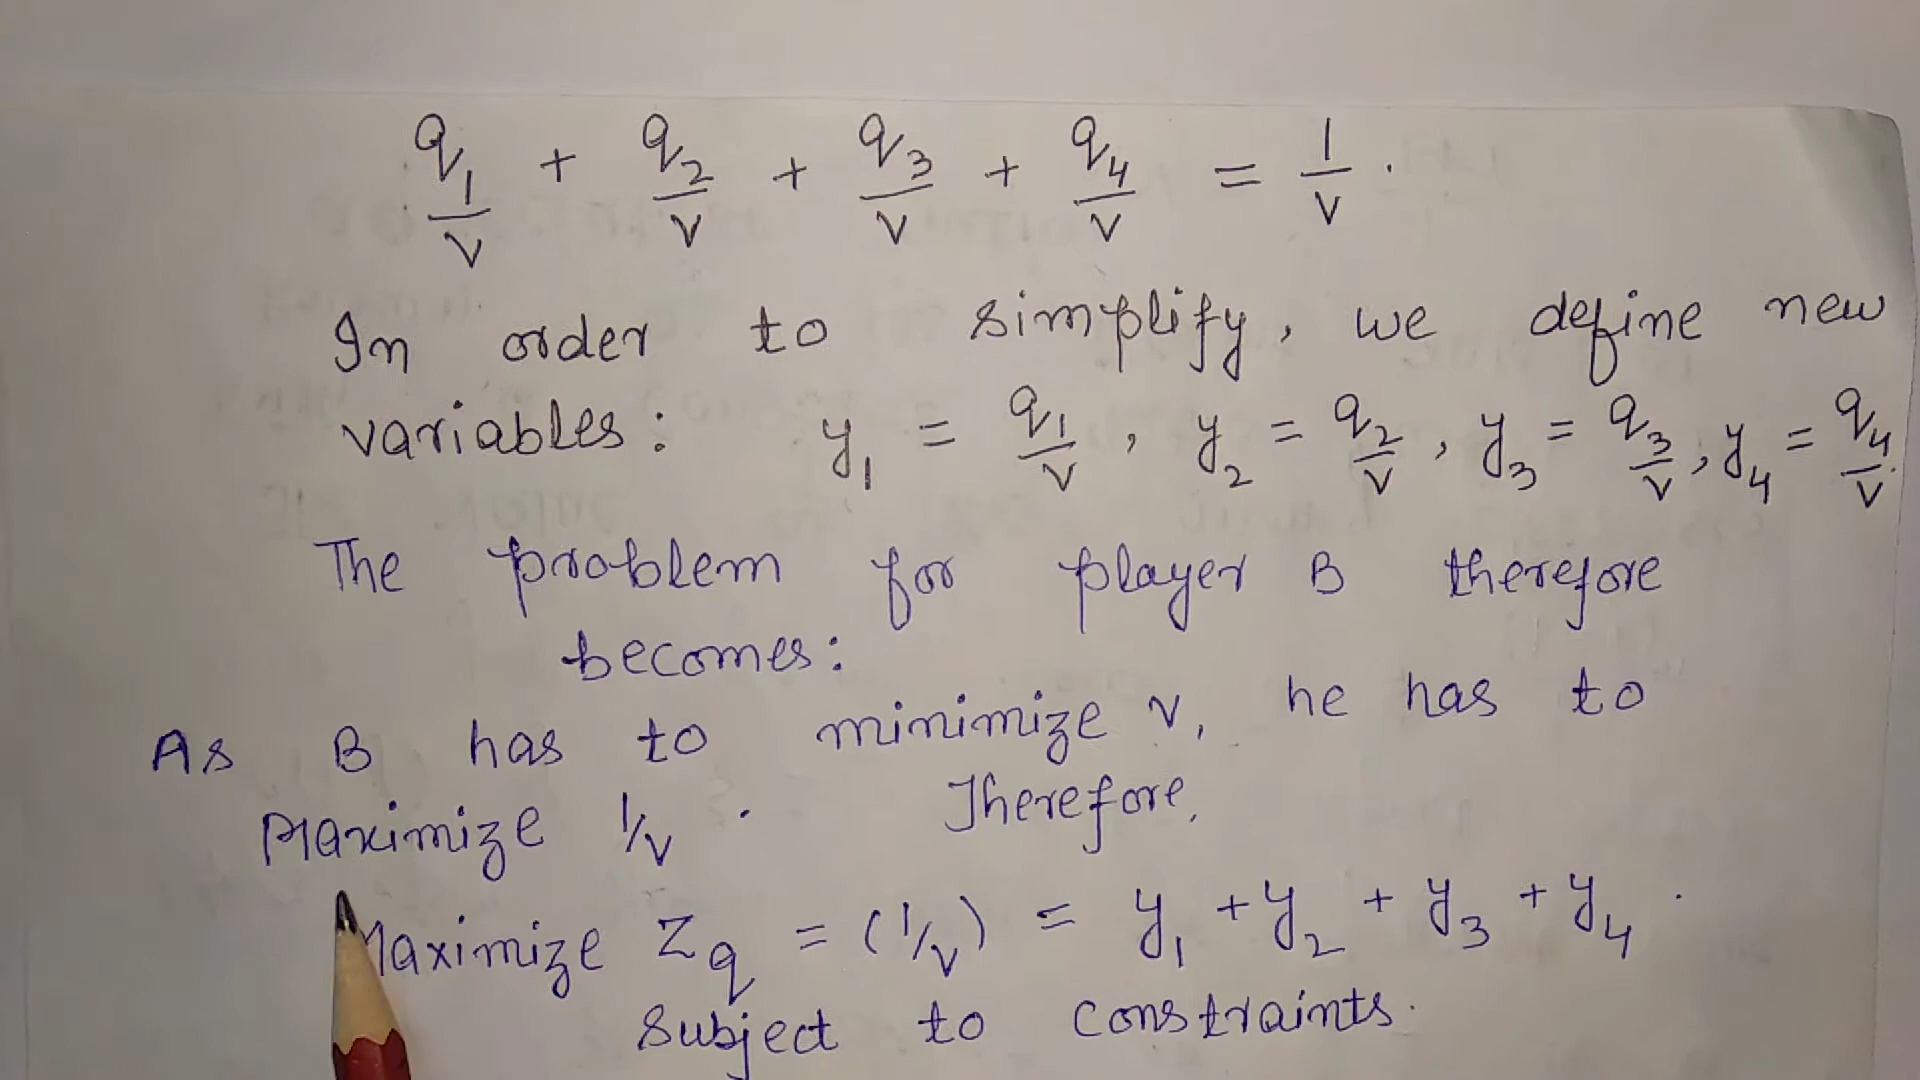 q₁/v + q₂/v + q₃/v + q₄/v = 1/v.
In order to simplify, we define new
variables: y₁ = q₁/v, y₂ = q₂/v, y₃ = q₃/v, y₄ = q₄/v.
The problem for player B therefore
becomes:
As B has to minimize v, he has to
Maximize 1/v. Therefore,
Maximize Zq = (1/v) = y₁ + y₂ + y₃ + y₄.
Subject to constraints.